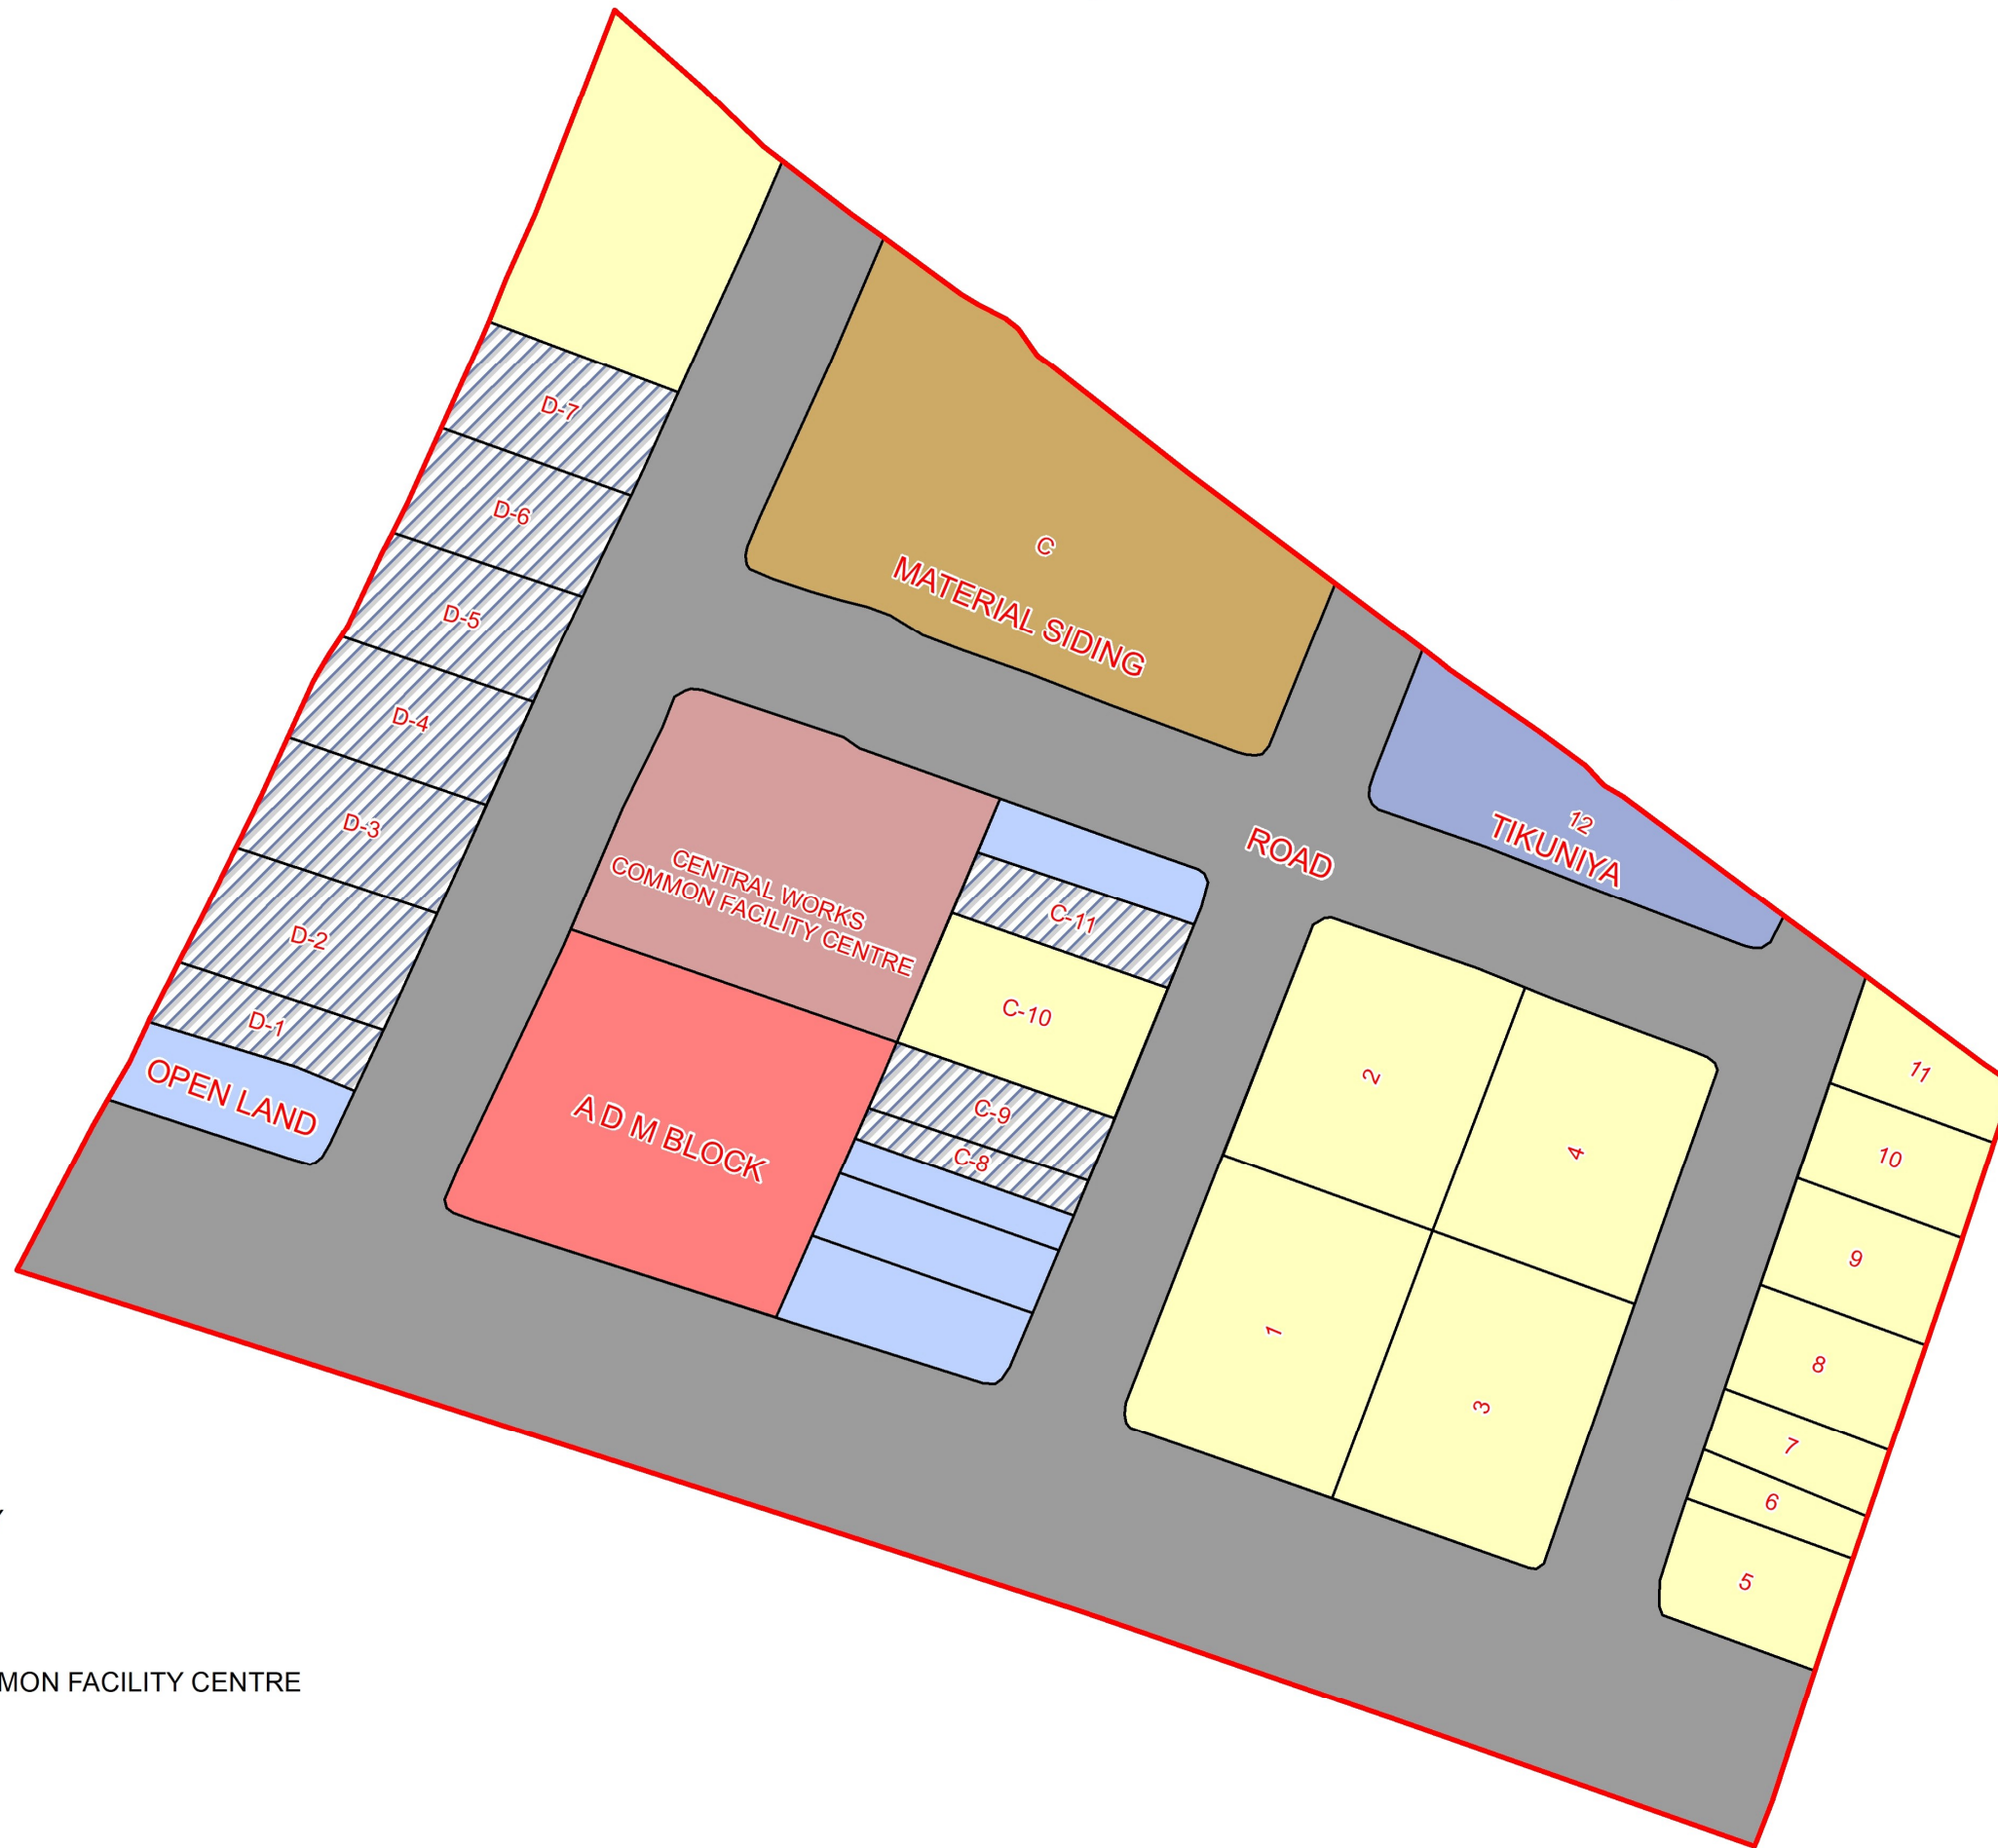 D-7
D-6
D-5
D-4
D-3
D-2
D-1
OPEN LAND
C
MATERIAL SIDING
CENTRAL WORKS
COMMON FACILITY CENTRE
A D M BLOCK
C-11
C-10
C-9
C-8
ROAD
12
TIKUNIYA
2
4
1
3
11
10
9
8
7
6
5
MON FACILITY CENTRE